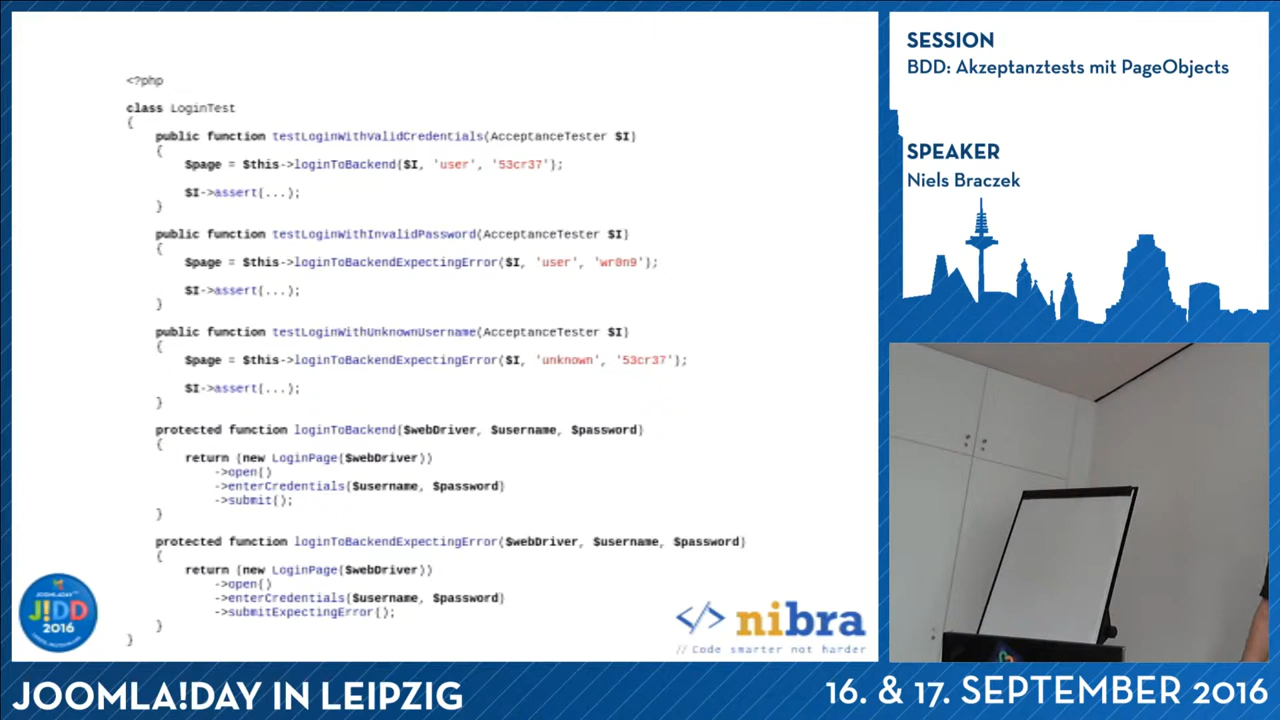 <?php
class LoginTest
{
public function testLoginWithValidCredentials(AcceptanceTester $I)
{
$page = $this->loginToBackend($I, 'user', '53cr37');
$I->assert(...);
}
public function testLoginWithInvalidPassword(AcceptanceTester $I)
{
$page = $this->loginToBackendExpectingError($I, 'user', 'wr0n9');
$I->assert(...);
}
public function testLoginWithUnknownUsername(AcceptanceTester $I)
{
$page = $this->loginToBackendExpectingError($I, 'unknown', '53cr37');
$I->assert(...);
}
protected function loginToBackend($webDriver, $username, $password)
{
return (new LoginPage($webDriver))
->open()
->enterCredentials($username, $password)
->submit();
}
protected function loginToBackendExpectingError($webDriver, $username, $password)
{
return (new LoginPage($webDriver))
->open()
->enterCredentials($username, $password)
->submitExpectingError();
}
}
JOOMLADAY
J!DD
2016
</> nibra
// Code smarter not harder
SESSION
BDD: Akzeptanztests mit PageObjects
SPEAKER
Niels Braczek
JOOMLA!DAY IN LEIPZIG
16. & 17. SEPTEMBER 2016